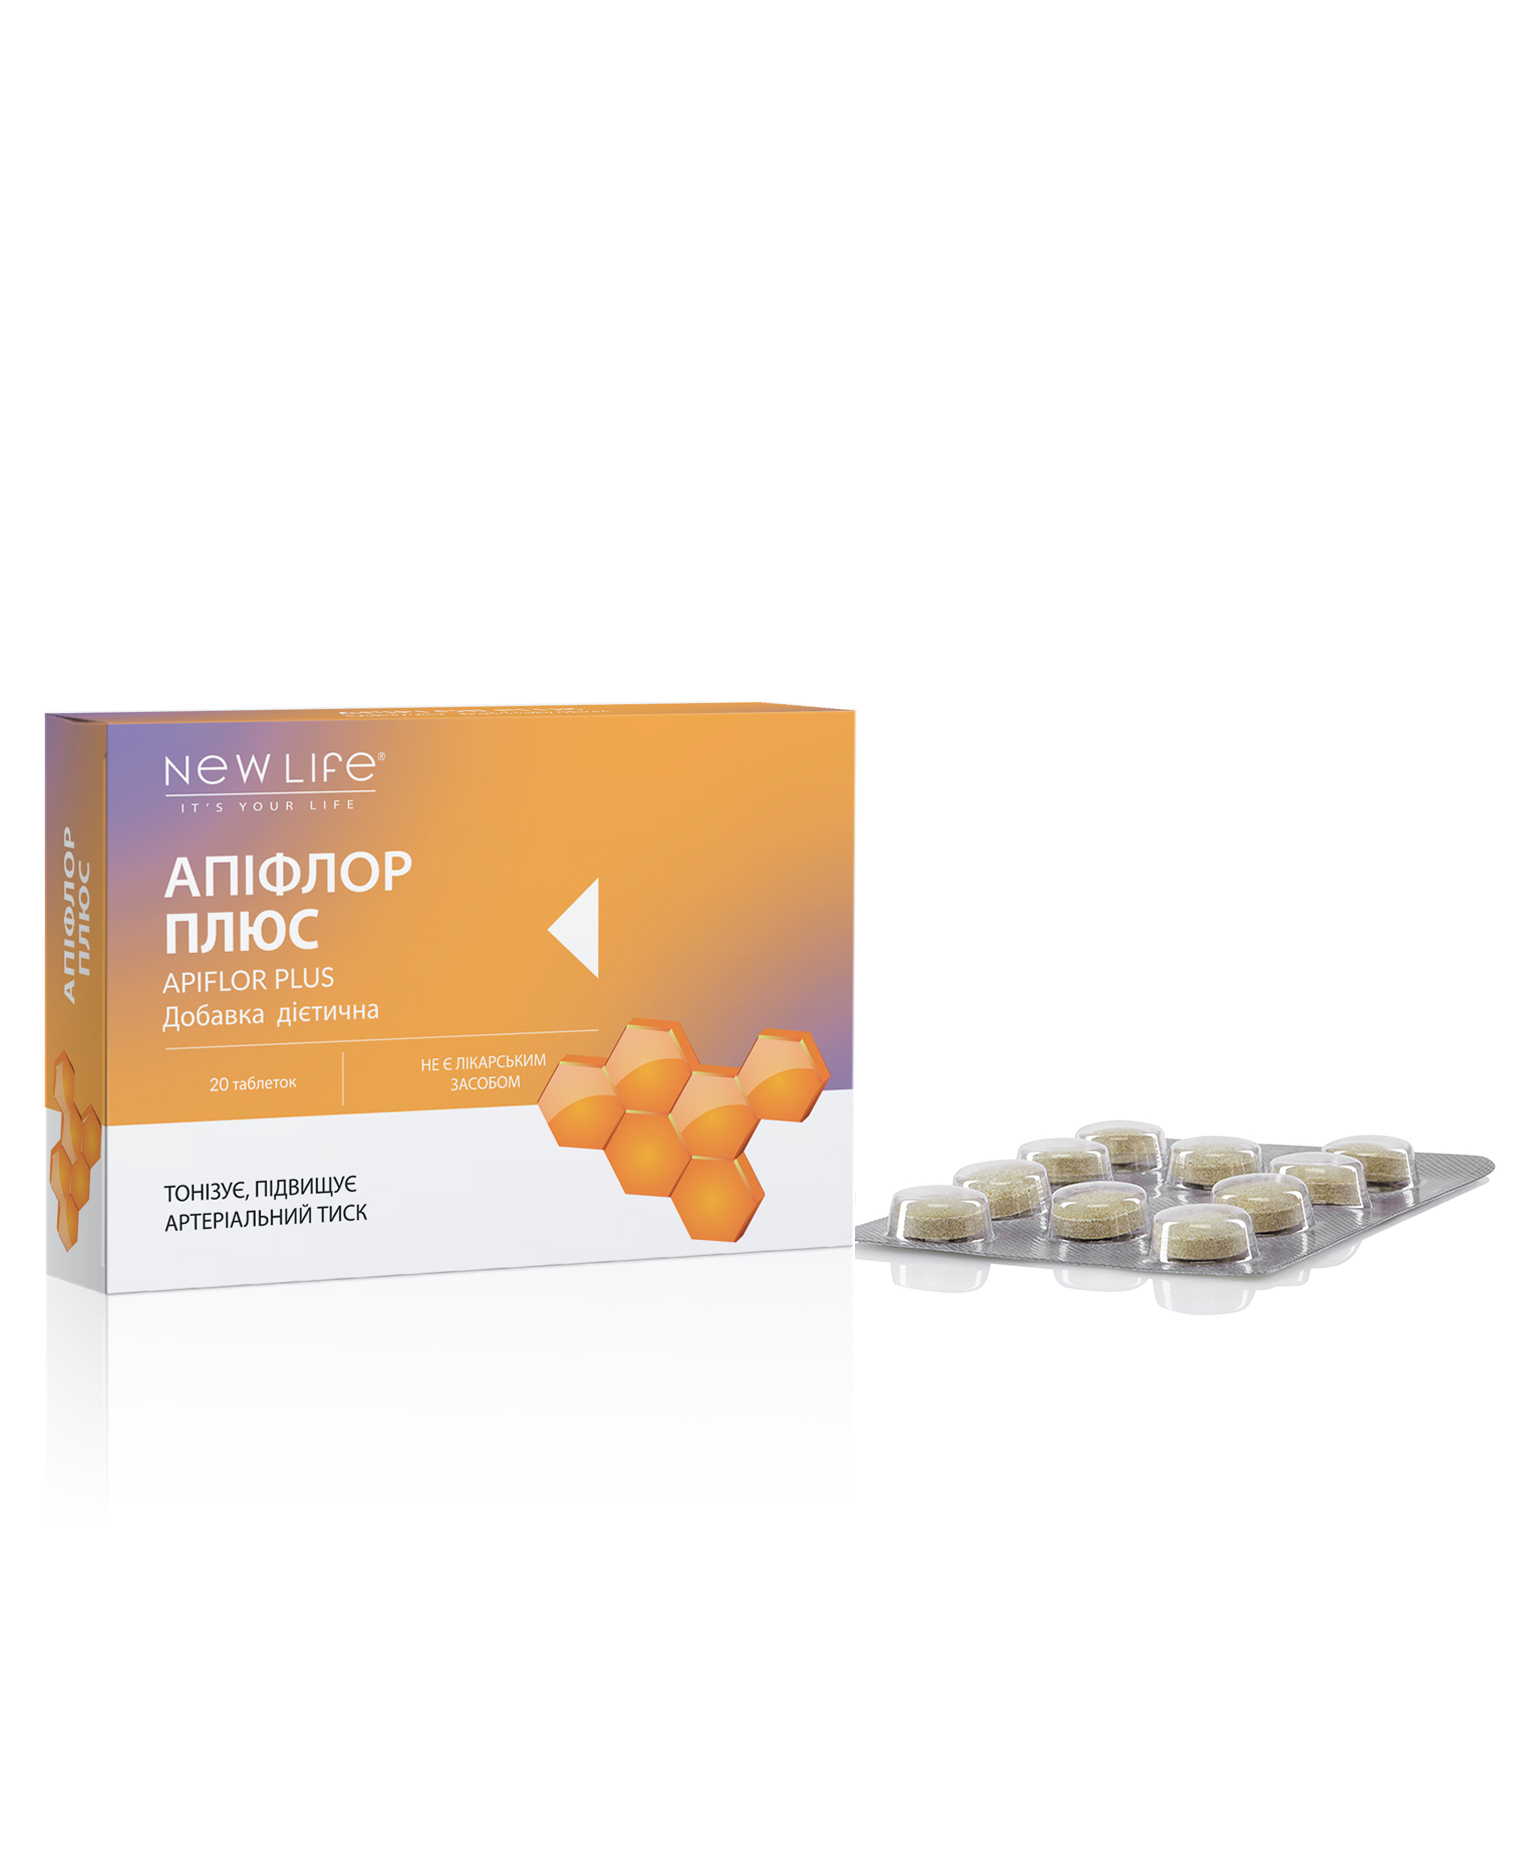 NEW LIFE®
IT'S YOUR LIFE
АПІФЛОР
ПЛЮС
APIFLOR PLUS
Добавка дієтична
20 таблеток
НЕ Є ЛІКАРСЬКИМ
ЗАСОБОМ
ТОНІЗУЄ, ПІДВИЩУЄ
АРТЕРІАЛЬНИЙ ТИСК
АПІФЛОР
ПЛЮС